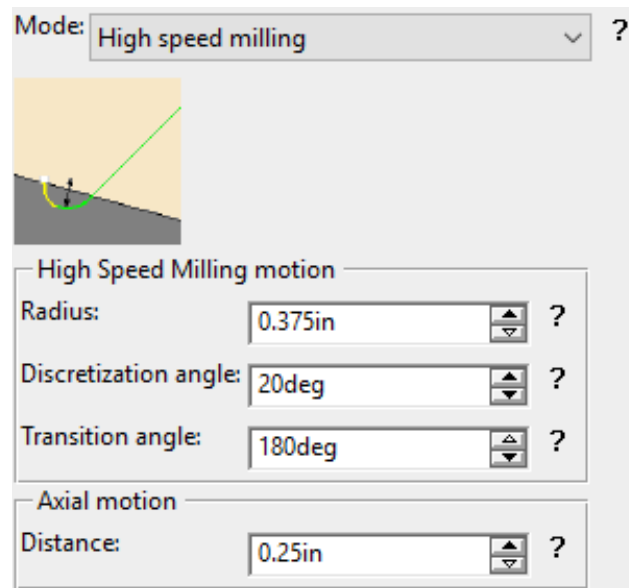 Mode: High speed milling ?
High Speed Milling motion
Radius: 0.375in ?
Discretization angle: 20deg ?
Transition angle: 180deg ?
Axial motion
Distance: 0.25in ?